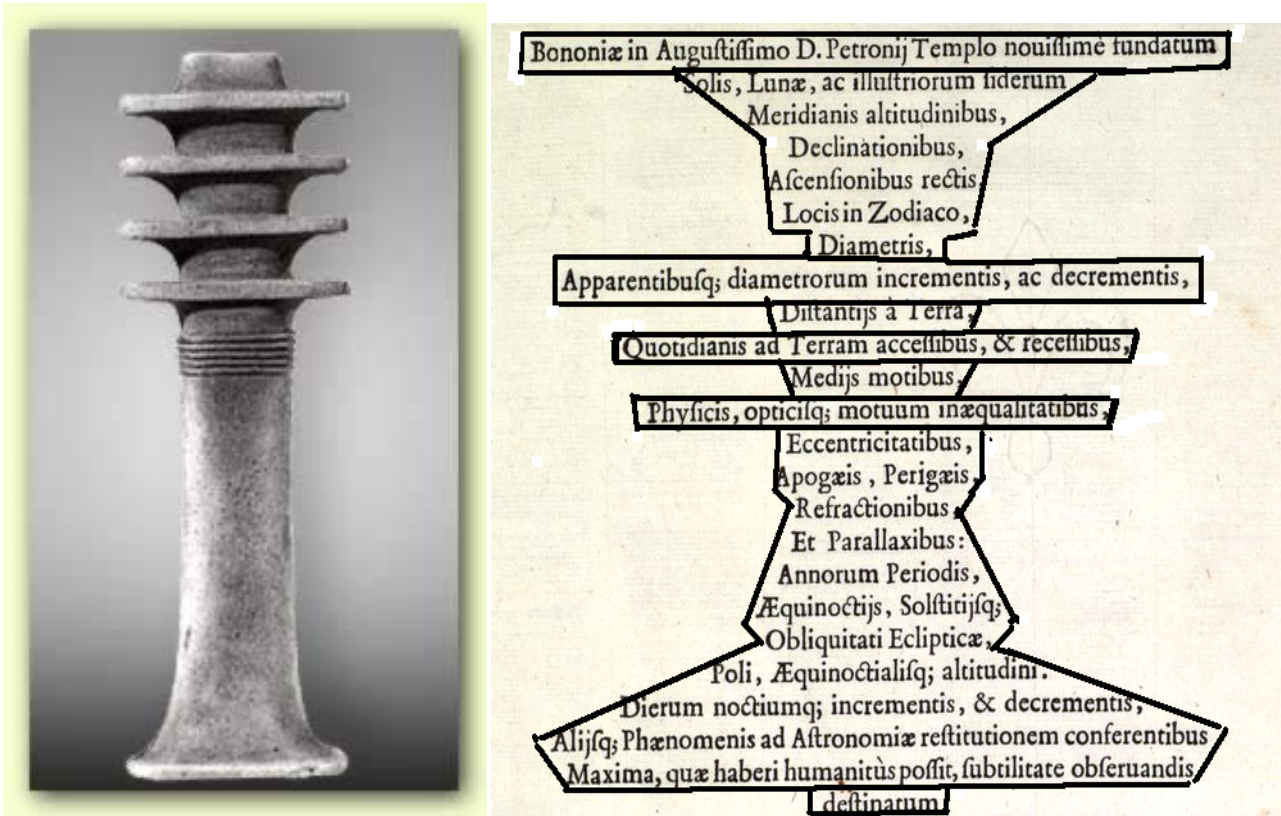 Bononiæ in Auguſtiſſimo D. Petronij Templo nouiſſimè fundatum
Solis, Lunæ, ac illuſtriorum ſiderum
Meridianis altitudinibus,
Declinationibus,
Aſcenſionibus rectis
Locis in Zodiaco,
Diametris,
Apparentibuſq; diametrorum incrementis, ac decrementis,
Diſtantijs à Terra,
Quotidianis ad Terram acceſſibus, & receſſibus,
Medijs motibus,
Phyſicis, opticiſq; motuum inæqualitatibus,
Eccentricitatibus,
Apogæis, Perigæis,
Refractionibus,
Et Parallaxibus:
Annorum Periodis,
Æquinoctijs, Solſtitijſq;
Obliquitati Eclipticæ,
Poli, Æquinoctialiſq; altitudini.
Dierum noctiumq; incrementis, & decrementis,
Alijſq; Phænomenis ad Aſtronomiæ reſtitutionem conferentibus
Maxima, quæ haberi humanitùs poſſit, ſubtilitate obſeruandis
deſtinatum